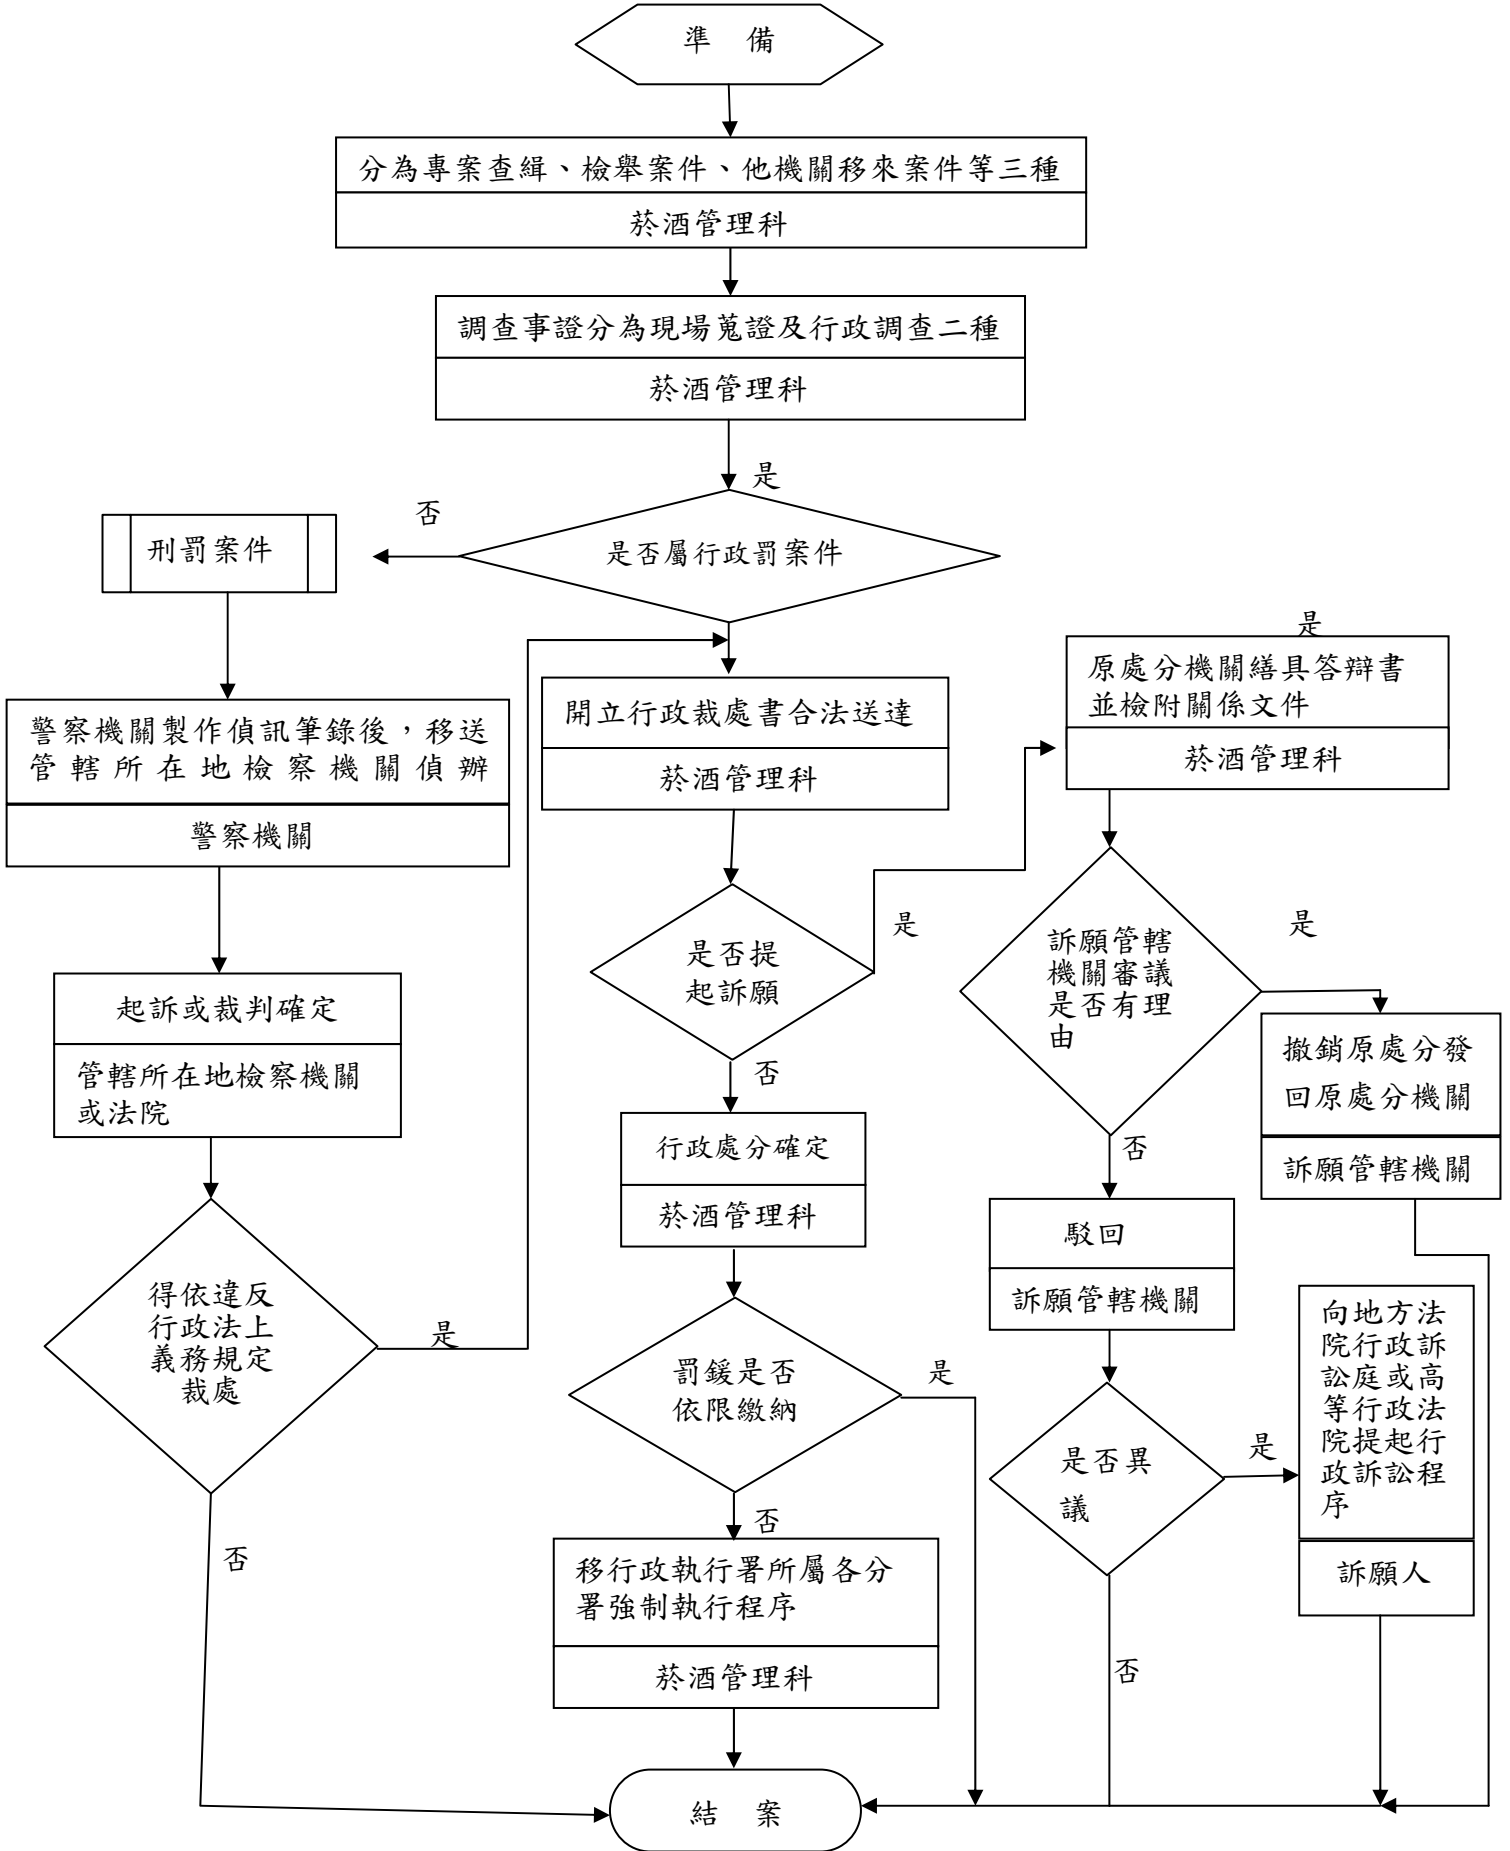 準 備
分為專案查緝、檢舉案件、他機關移來案件等三種
菸酒管理科
調查事證分為現場蒐證及行政調查二種
菸酒管理科
是
否
是否屬行政罰案件
刑罰案件
警察機關製作偵訊筆錄後，移送
管轄所在地檢察機關偵辦
警察機關
起訴或裁判確定
管轄所在地檢察機關
或法院
得依違反
行政法上
義務規定
裁處
是
否
開立行政裁處書合法送達
菸酒管理科
是否提
起訴願
是
否
行政處分確定
菸酒管理科
罰鍰是否
依限繳納
是
否
移行政執行署所屬各分
署強制執行程序
菸酒管理科
是
原處分機關繕具答辯書
並檢附關係文件
菸酒管理科
訴願管轄
機關審議
是否有理
由
是
否
撤銷原處分發
回原處分機關
訴願管轄機關
駁回
訴願管轄機關
是否異
議
是
否
向地方法
院行政訴
訟庭或高
等行政法
院提起行
政訴訟程
序
訴願人
結 案